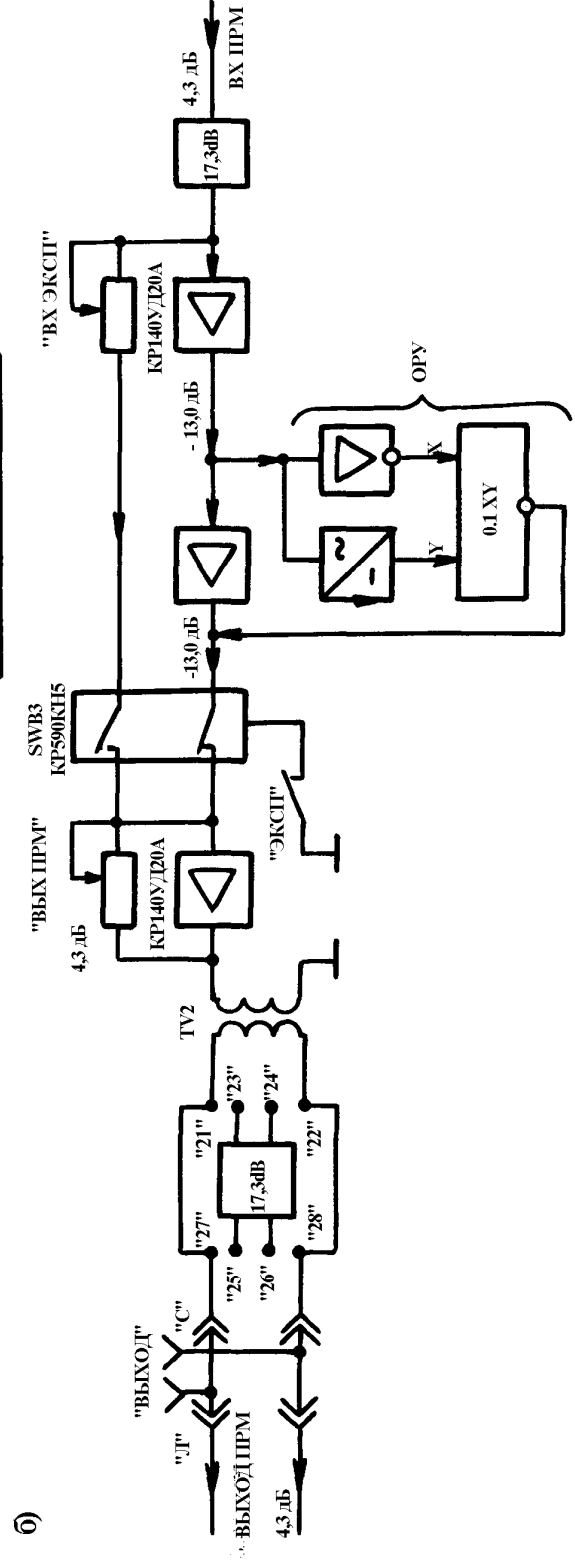 б)
"Л"
"ВЫХОД"
"С"
ВЫХОД ПРМ
4,3 дБ
"27"
"21"
"25"
"23"
17,3dB
"26"
"24"
"28"
"22"
TV2
"ВЫХ ПРМ"
4,3 дБ
КР140УД20А
"ЭКСП"
SWB3
КР590КН5
-13,0 дБ
- 13,0 дБ
"ВХ ЭКСП"
КР140УД20А
17,3dB
4,3 дБ
ВХ ПРМ
~
–
Y
X
0.1 XY
ОРУ